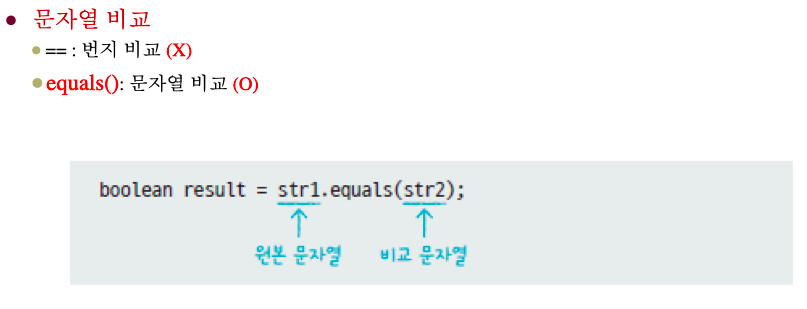 문자열 비교
== : 번지 비교 (X)
equals(): 문자열 비교 (O)
boolean result = str1.equals(str2);
원본 문자열 비교 문자열